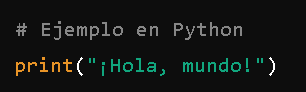 # Ejemplo en Python
print("¡Hola, mundo!")